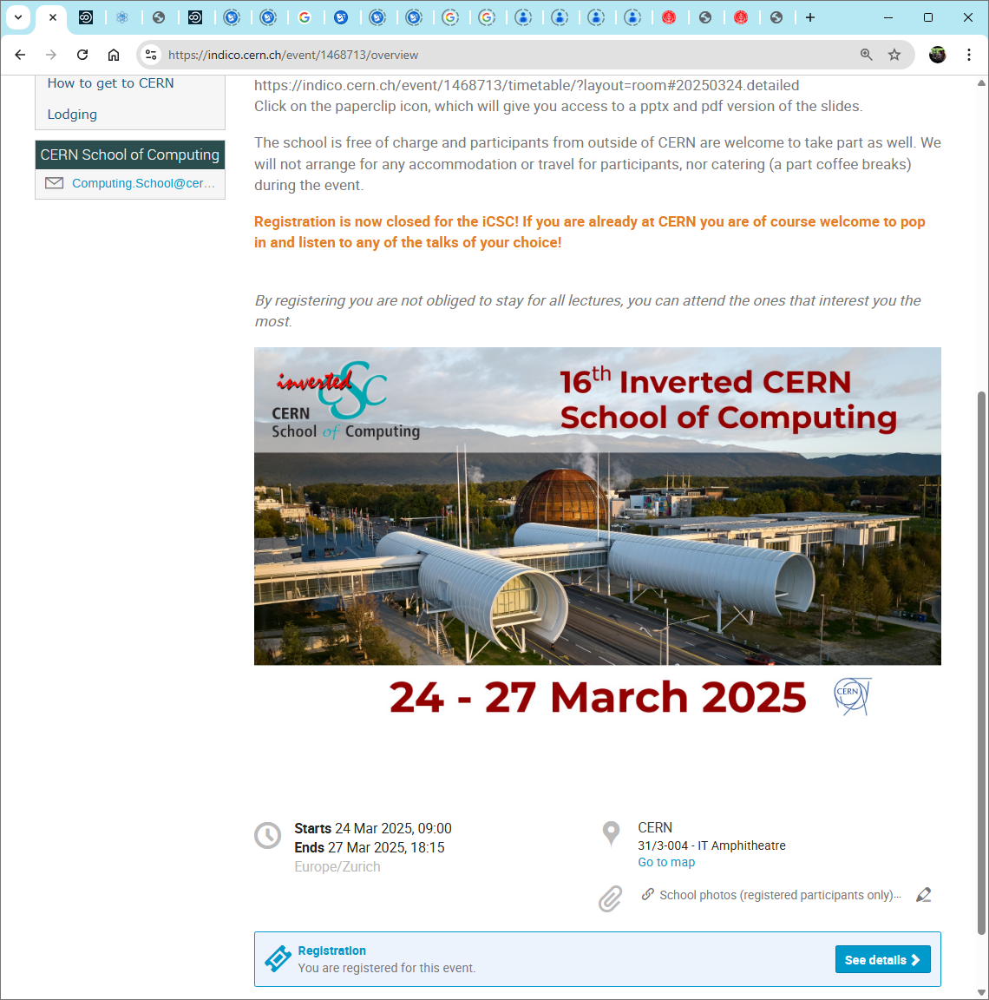 https://indico.cern.ch/event/1468713/overview
How to get to CERN
Lodging
CERN School of Computing
Computing.School@cer...
https://indico.cern.ch/event/1468713/timetable/?layout=room#20250324.detailed
Click on the paperclip icon, which will give you access to a pptx and pdf version of the slides.
The school is free of charge and participants from outside of CERN are welcome to take part as well. We
will not arrange for any accommodation or travel for participants, nor catering (a part coffee breaks)
during the event.
Registration is now closed for the iCSC! If you are already at CERN you are of course welcome to pop
in and listen to any of the talks of your choice!
By registering you are not obliged to stay for all lectures, you can attend the ones that interest you the
most.
inverted CSC
CERN
School of Computing
16th Inverted CERN
School of Computing
24 - 27 March 2025
CERN
Starts 24 Mar 2025, 09:00
Ends 27 Mar 2025, 18:15
Europe/Zurich
CERN
31/3-004 - IT Amphitheatre
Go to map
School photos (registered participants only)...
Registration
You are registered for this event.
See details